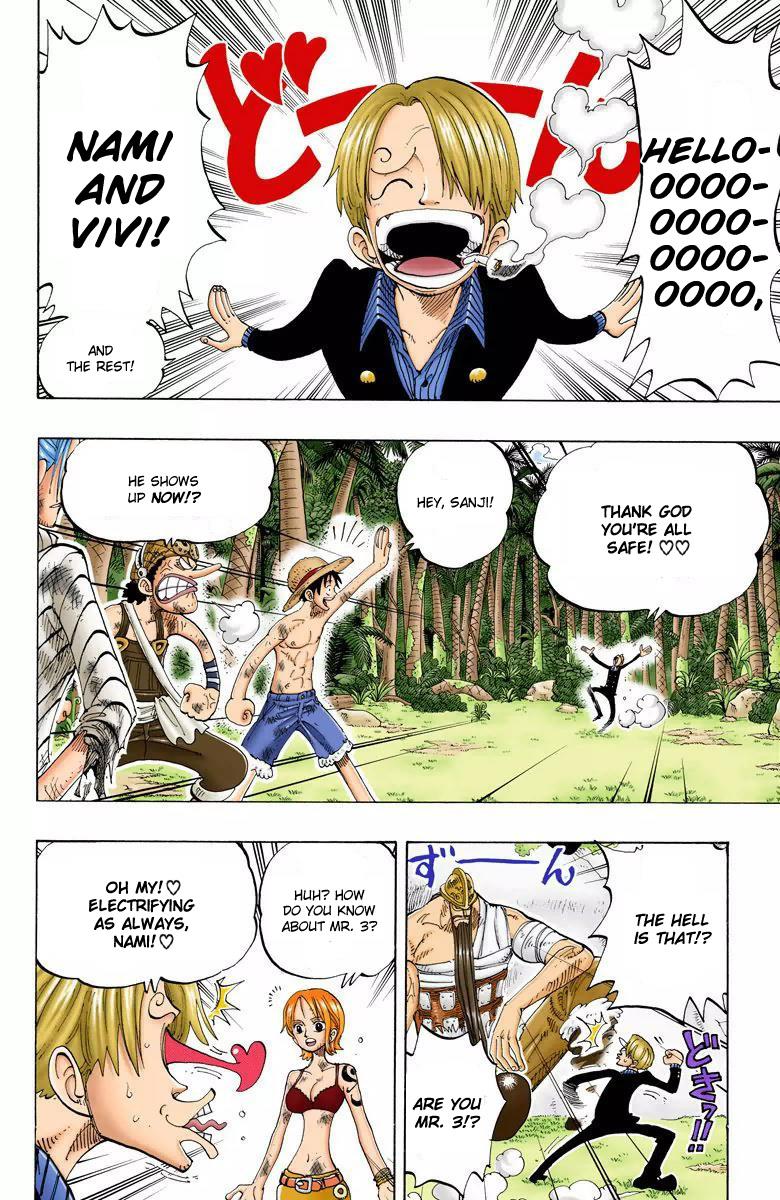 HELLO-
OOOO-
OOOO-
OOOO-
OOOO,
ど———ん
NAMI
AND
VIVI!
AND
THE REST!
THANK GOD
YOU'RE ALL
SAFE! ♡♡
HEY, SANJI!
HE SHOWS
UP NOW!?
ずーーん
THE HELL
IS THAT!?
どきっ!!
ARE YOU
MR. 3!?
HUH? HOW
DO YOU KNOW
ABOUT MR. 3?
OH MY!♡
ELECTRIFYING
AS ALWAYS,
NAMI!♡